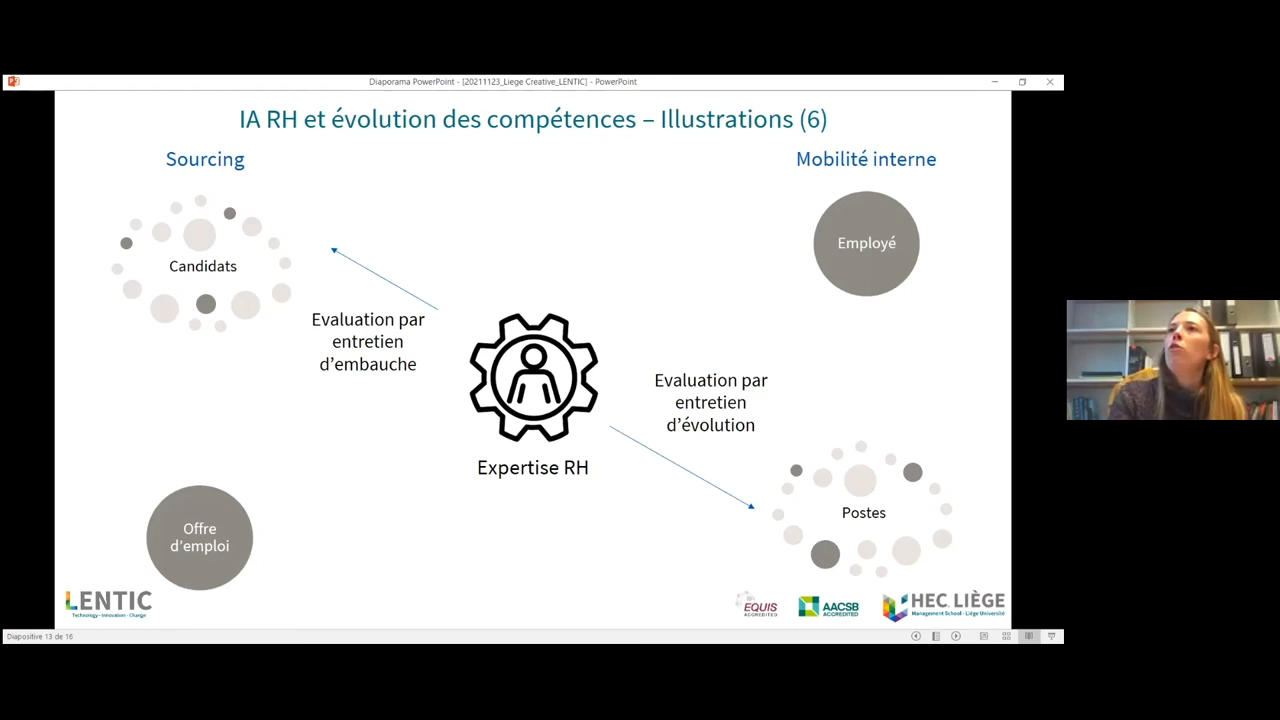 Diaporama PowerPoint - [20211123_Liege Creative_LENTIC] - PowerPoint
IA RH et évolution des compétences – Illustrations (6)
Sourcing
Mobilité interne
Candidats
Employé
Evaluation par
entretien
d’embauche
Evaluation par
entretien
d’évolution
Expertise RH
Offre
d’emploi
Postes
LENTIC
Technology - Innovation - Change
EQUIS
ACCREDITED
AACSB
ACCREDITED
HEC LIÈGE
Management School - Liège Université
Diapositive 13 de 16